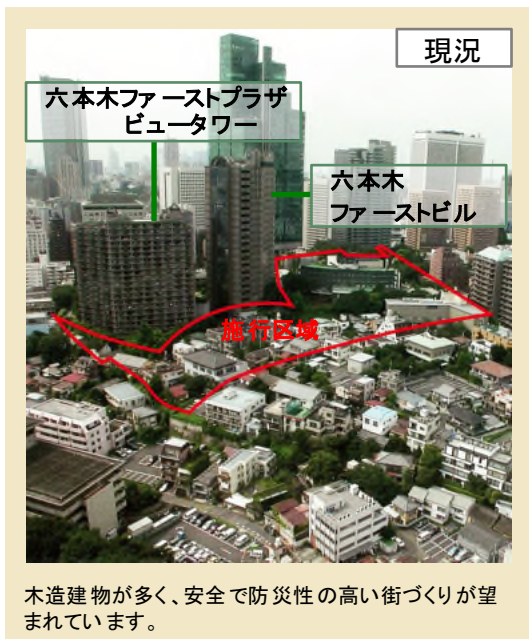 現況
六本木ファーストプラザ
ビュータワー
六本木
ファーストビル
施行区域
木造建物が多く、安全で防災性の高い街づくりが望
まれています。